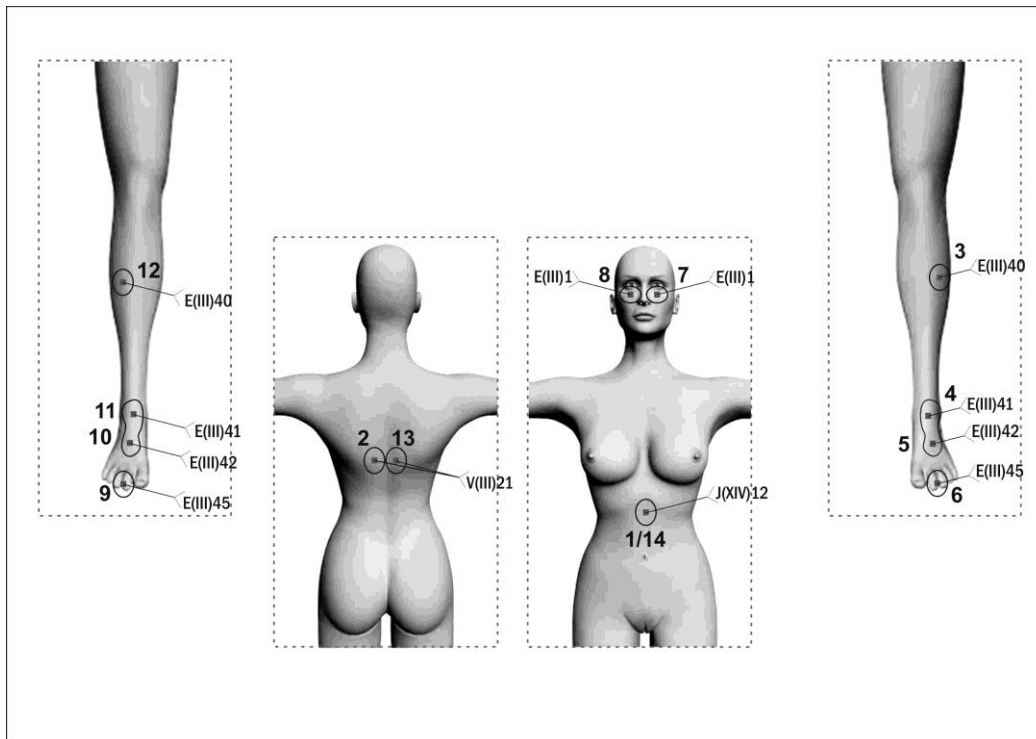 12
E(III)40
11
E(III)41
10
E(III)42
9
E(III)45
2
13
V(III)21
8
7
E(III)1
E(III)1
J(XIV)12
1/14
3
E(III)40
4
E(III)41
5
E(III)42
E(III)45
6